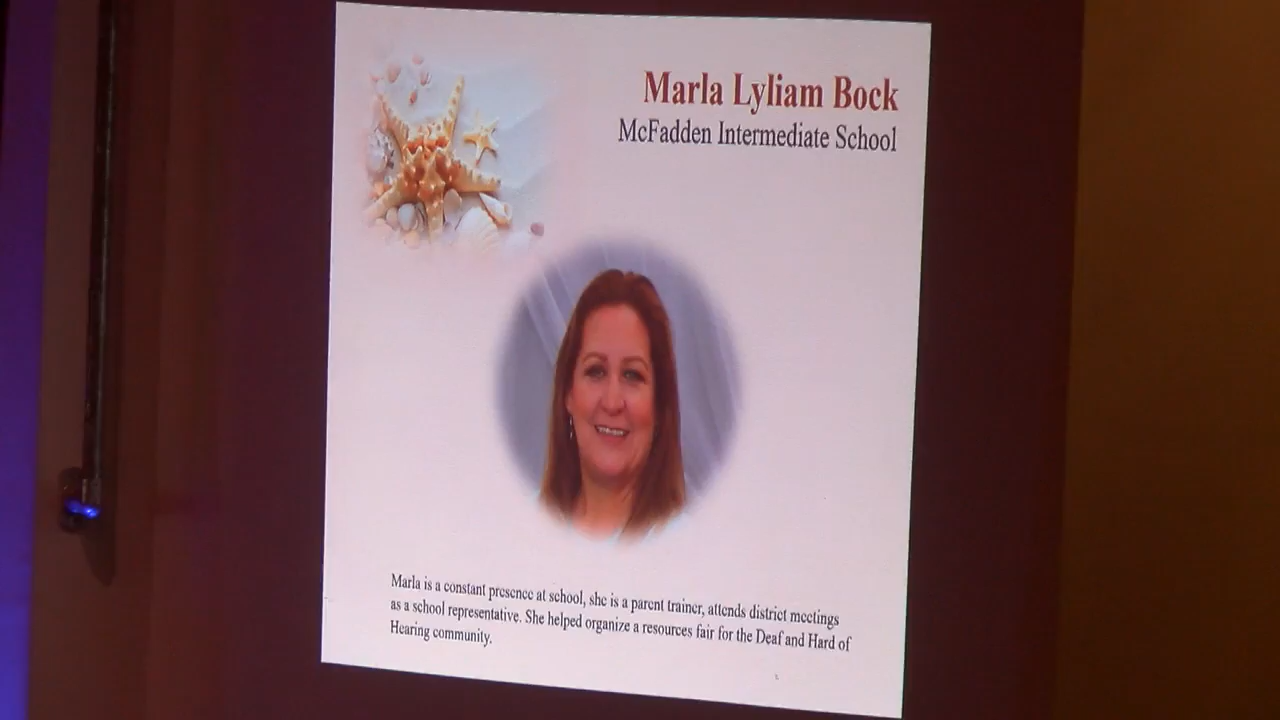 Marla Lyliam Bock
McFadden Intermediate School
Marla is a constant presence at school, she is a parent trainer, attends district meetings
as a school representative. She helped organize a resources fair for the Deaf and Hard of
Hearing community.